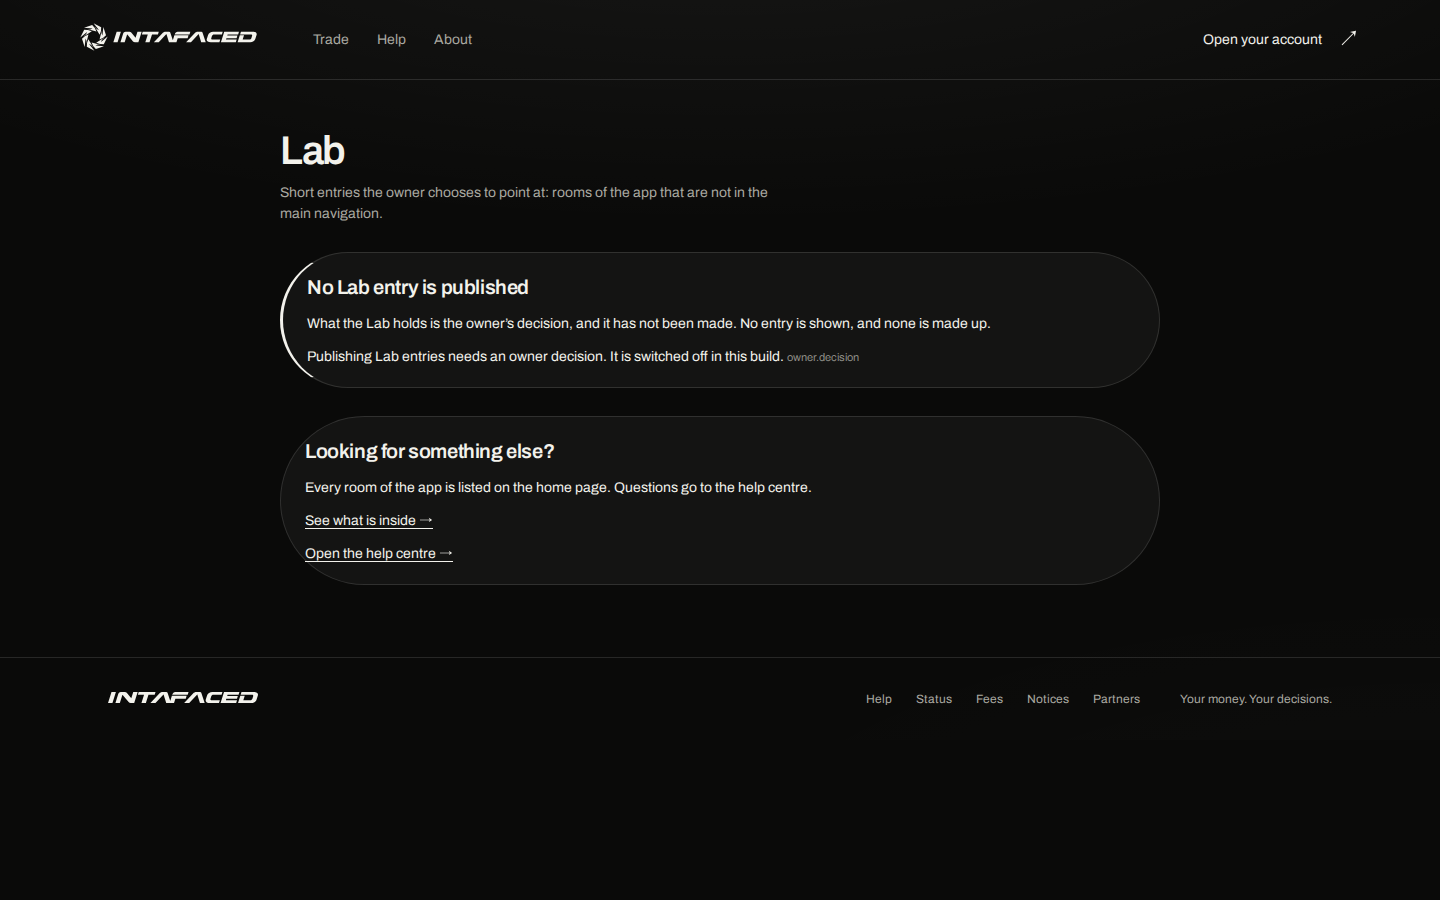 INTAFACED
Trade
Help
About
Open your account
Lab
Short entries the owner chooses to point at: rooms of the app that are not in the
main navigation.
No Lab entry is published
What the Lab holds is the owner’s decision, and it has not been made. No entry is shown, and none is made up.
Publishing Lab entries needs an owner decision. It is switched off in this build. owner.decision
Looking for something else?
Every room of the app is listed on the home page. Questions go to the help centre.
See what is inside →
Open the help centre →
INTAFACED
Help
Status
Fees
Notices
Partners
Your money. Your decisions.